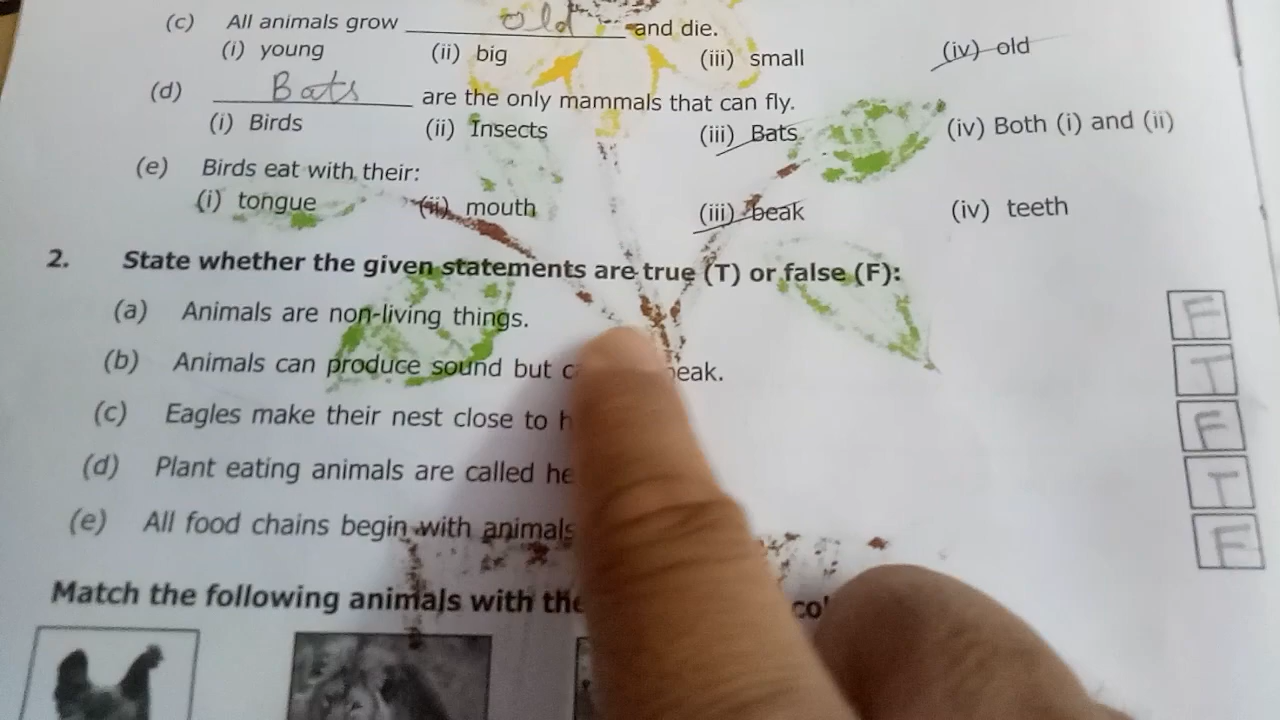 (c) All animals grow old and die.
(i) young (ii) big (iii) small (iv) old
(d) Bats are the only mammals that can fly.
(i) Birds (ii) Insects (iii) Bats (iv) Both (i) and (ii)
(e) Birds eat with their:
(i) tongue (ii) mouth (iii) beak (iv) teeth
2. State whether the given statements are true (T) or false (F):
(a) Animals are non-living things. F
(b) Animals can produce sound but T
(c) Eagles make their nest close to F
(d) Plant eating animals are called T
(e) All food chains begin with animals F
Match the following animals with